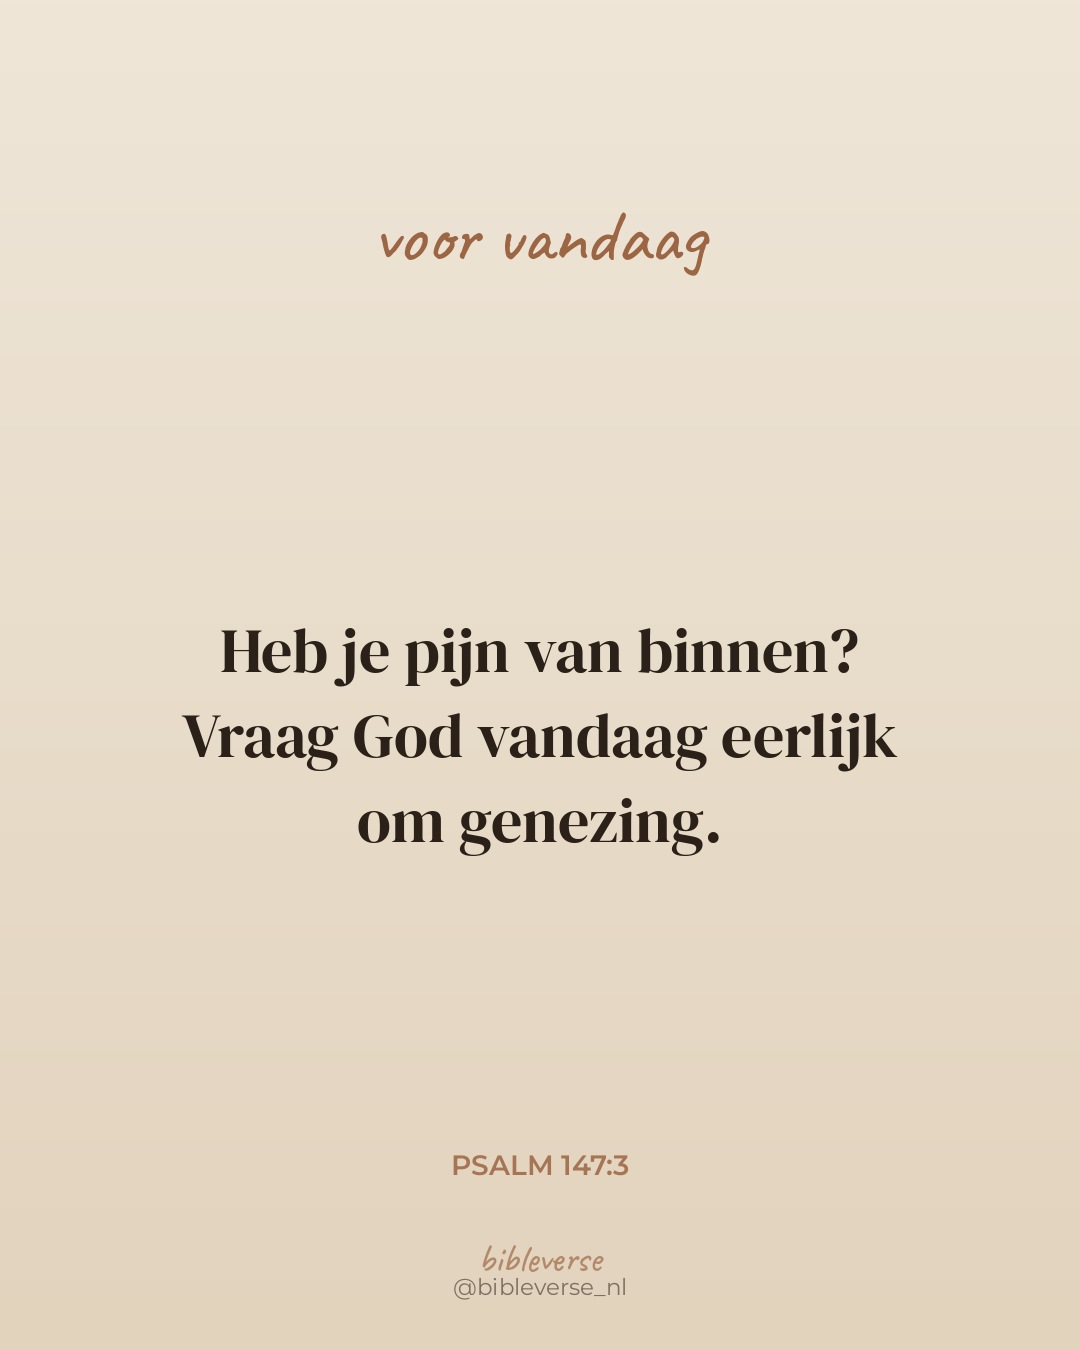 voor vandaag
Heb je pijn van binnen?
Vraag God vandaag eerlijk
om genezing.
PSALM 147:3
bibleverse
@bibleverse_nl